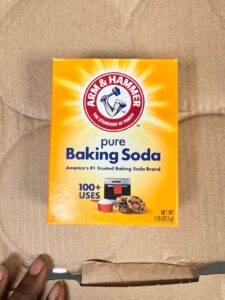 ARM & HAMMER
THE STANDARD OF PURITY
pure
Baking Soda
America's #1 Trusted Baking Soda Brand
100+
USES
NET WT
1 LB (453g)